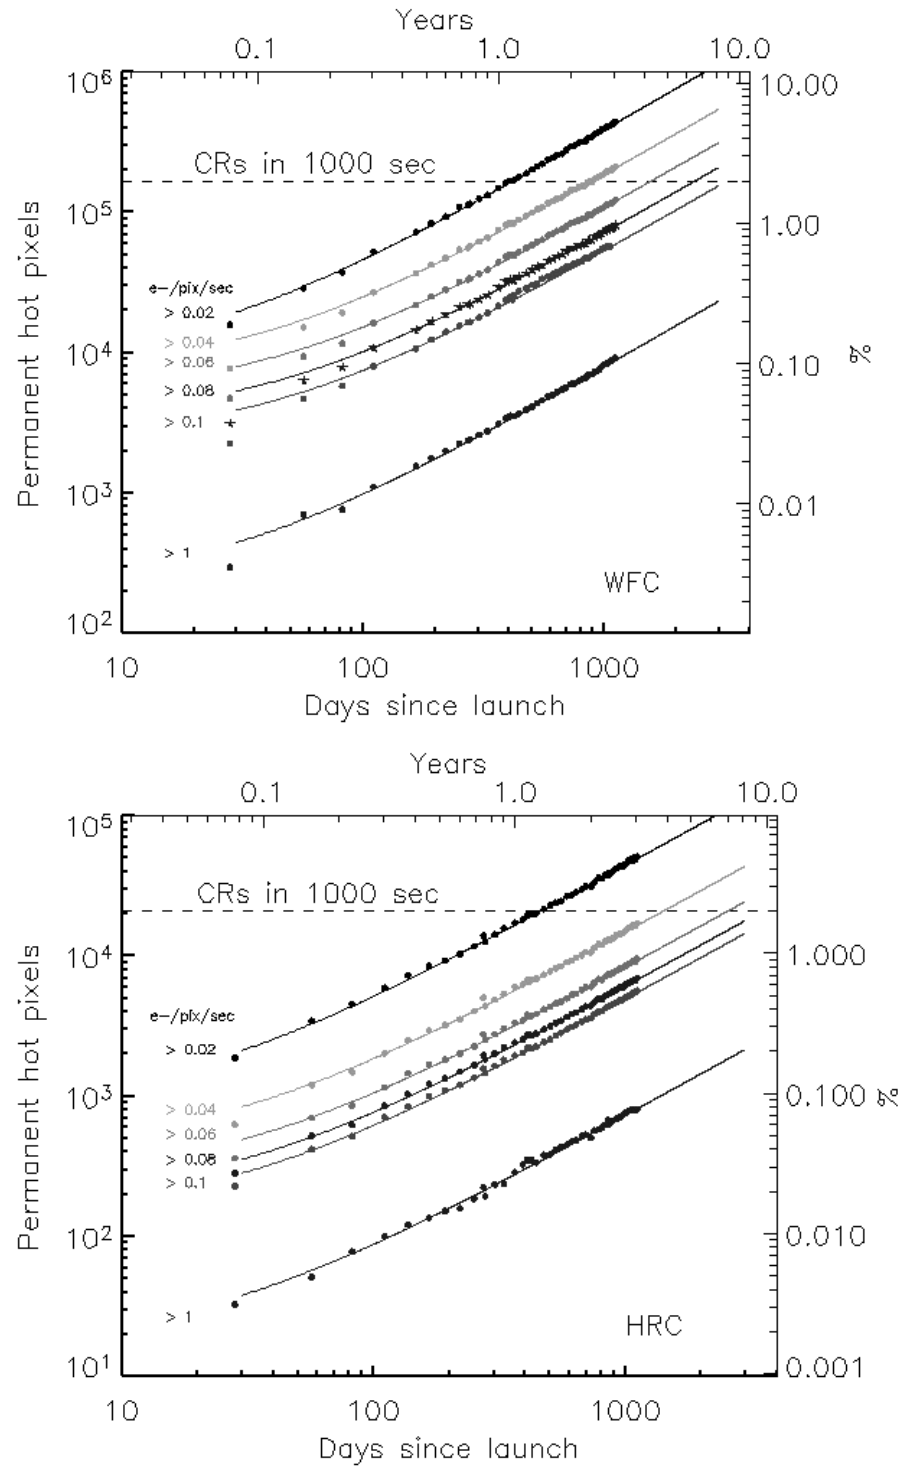 Years
0.1 1.0 10.0
10^6 10.00
CRs in 1000 sec
10^5 1.00
e-/pix/sec
> 0.02
> 0.04
10^4 > 0.06 0.10
> 0.08
> 0.1
10^3 0.01
> 1
WFC
10^2
Permanent hot pixels
%
10 100 1000
Days since launch
Years
0.1 1.0 10.0
10^5
CRs in 1000 sec
10^4 1.000
e-/pix/sec
> 0.02
10^3 0.100
> 0.04
> 0.06
> 0.08
> 0.1
10^2 0.010
> 1
HRC
10^1 0.001
Permanent hot pixels
%
10 100 1000
Days since launch